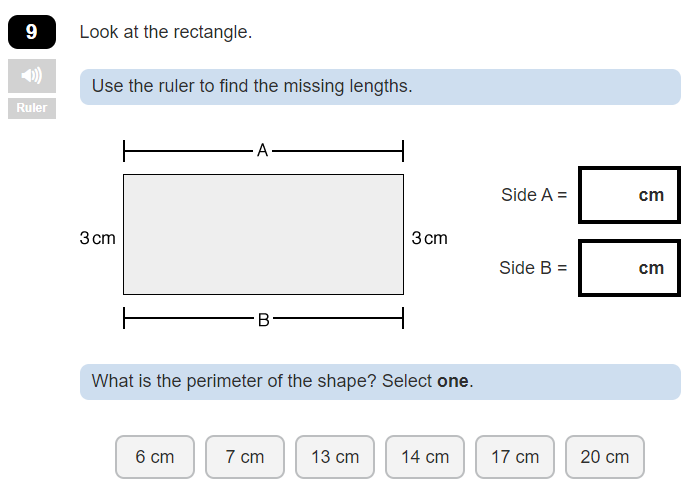 9
Look at the rectangle.
Ruler
Use the ruler to find the missing lengths.
A
3 cm
3 cm
B
Side A = cm
Side B = cm
What is the perimeter of the shape? Select one.
6 cm 7 cm 13 cm 14 cm 17 cm 20 cm